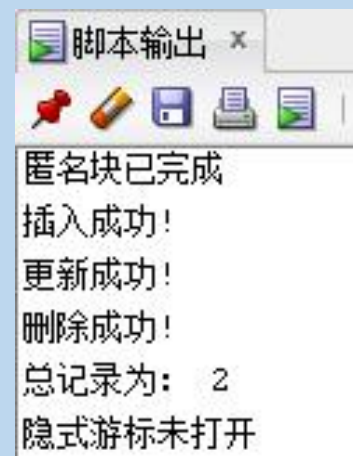 脚本输出 ×
匿名块已完成
插入成功!
更新成功!
删除成功!
总记录为: 2
隐式游标未打开